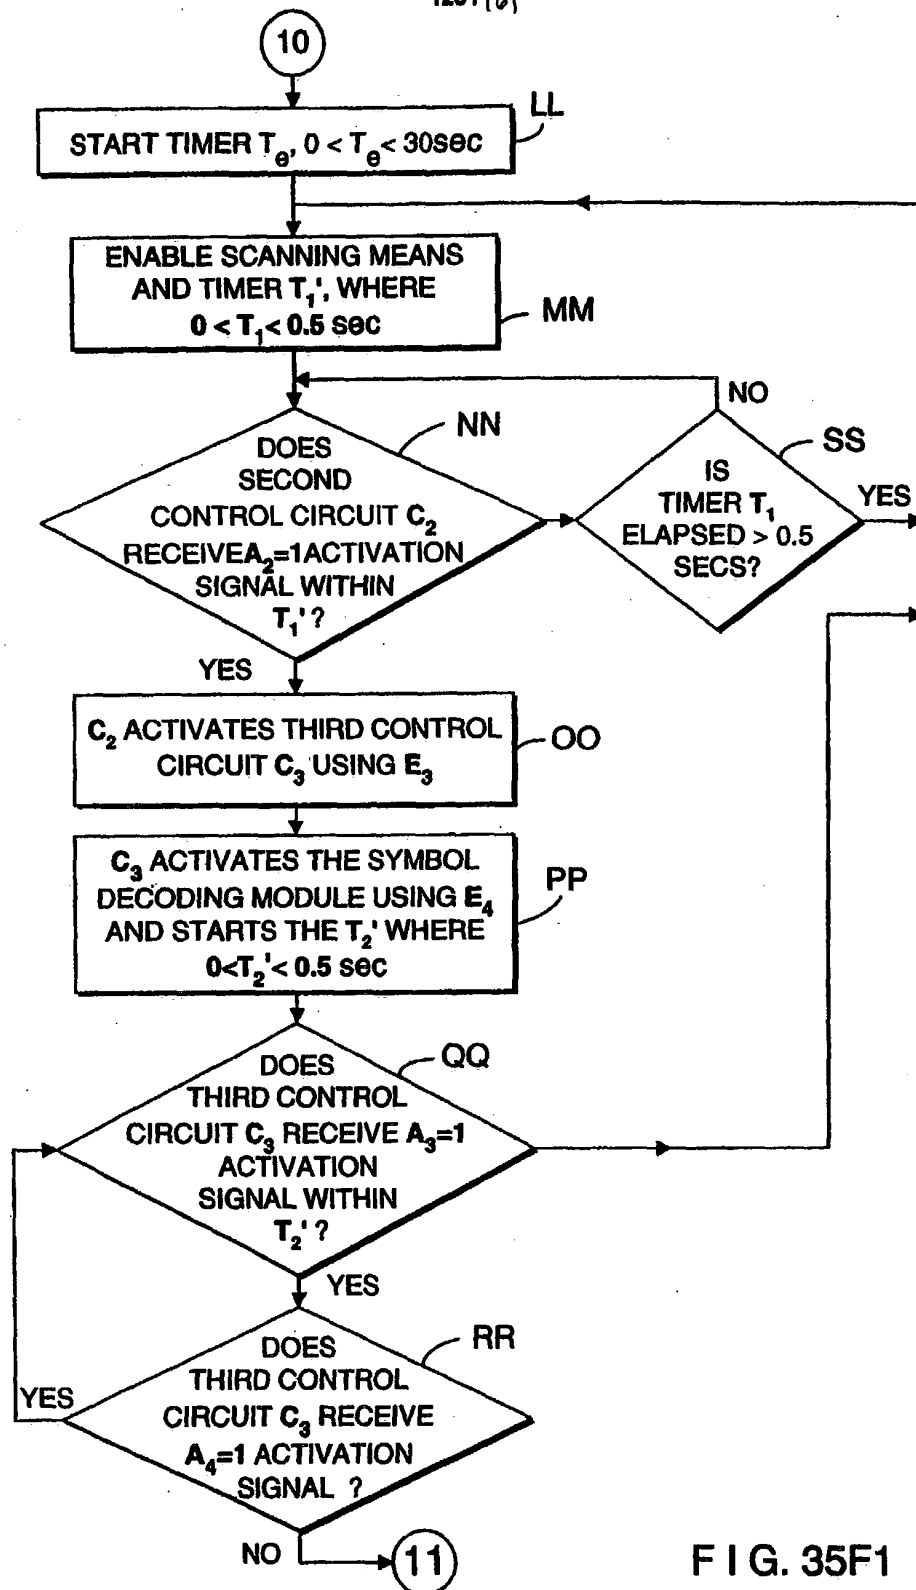 10
LL
START TIMER Te, 0 < Te < 30sec
ENABLE SCANNING MEANS
AND TIMER T1', WHERE
0 < T1 < 0.5 sec
MM
NO
NN
DOES
SECOND
CONTROL CIRCUIT C2
RECEIVE A2=1 ACTIVATION
SIGNAL WITHIN
T1' ?
SS
IS
TIMER T1
ELAPSED > 0.5
SECS?
YES
YES
C2 ACTIVATES THIRD CONTROL
CIRCUIT C3 USING E3
OO
C3 ACTIVATES THE SYMBOL
DECODING MODULE USING E4
AND STARTS THE T2' WHERE
0<T2'< 0.5 sec
PP
QQ
DOES
THIRD CONTROL
CIRCUIT C3 RECEIVE A3=1
ACTIVATION
SIGNAL WITHIN
T2' ?
YES
RR
DOES
THIRD CONTROL
CIRCUIT C3 RECEIVE
A4=1 ACTIVATION
SIGNAL ?
YES
NO
11
FIG. 35F1